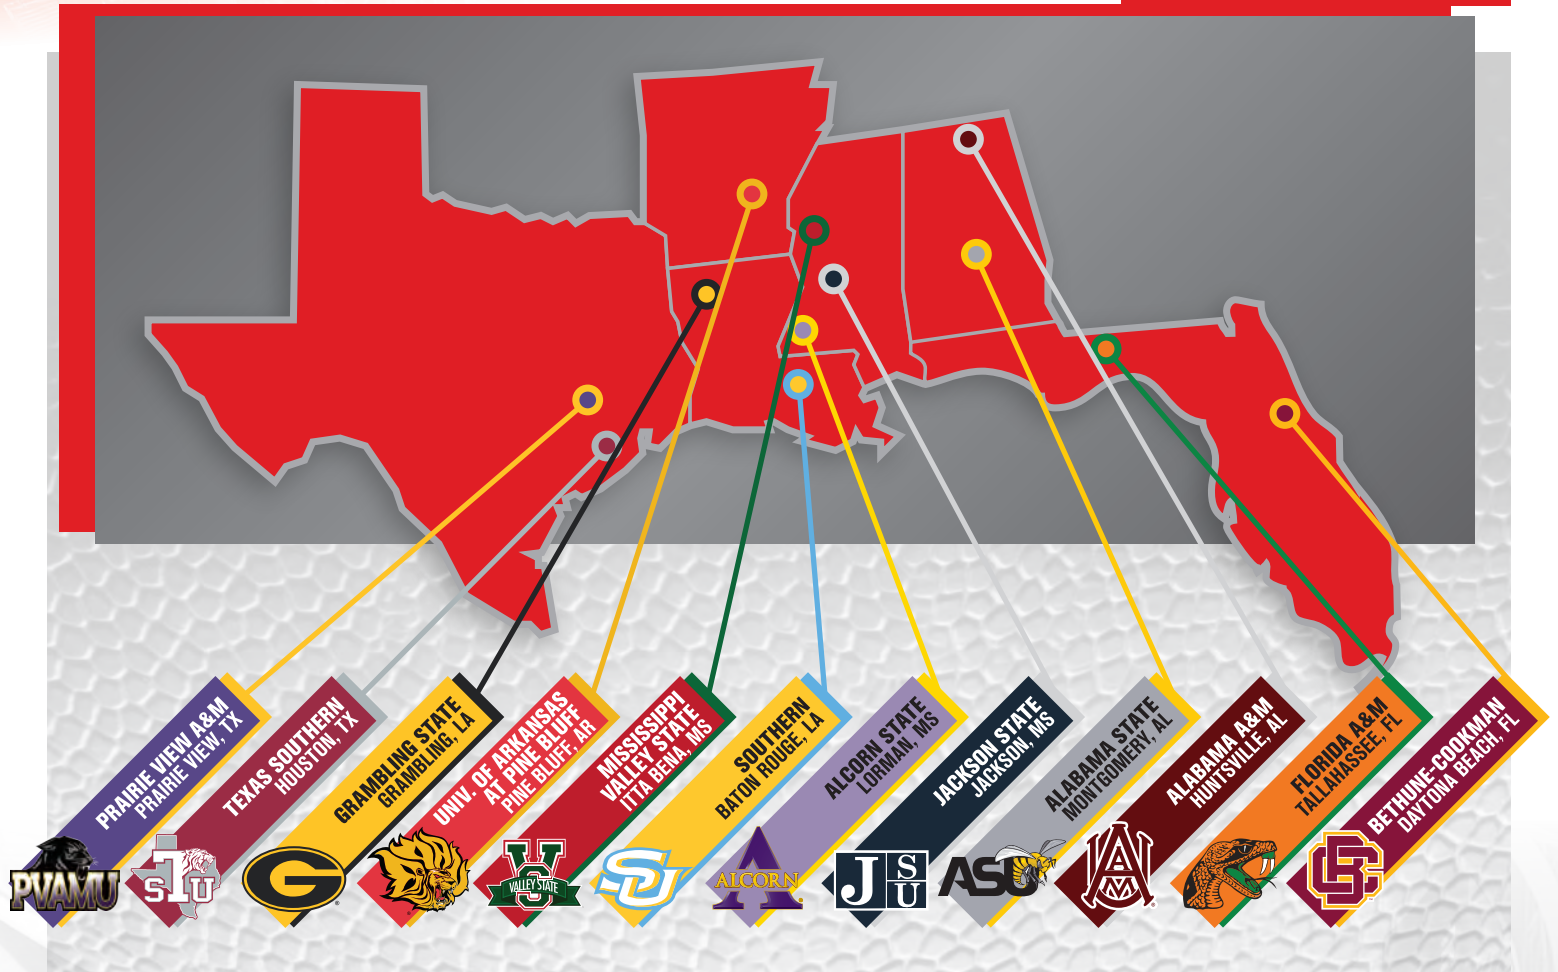 PRAIRIE VIEW A&M
PRAIRIE VIEW, TX
TEXAS SOUTHERN
HOUSTON, TX
GRAMBLING STATE
GRAMBLING, LA
UNIV. OF ARKANSAS
AT PINE BLUFF
PINE BLUFF, AR
MISSISSIPPI
VALLEY STATE
ITTA BENA, MS
SOUTHERN
BATON ROUGE, LA
ALCORN STATE
LORMAN, MS
JACKSON STATE
JACKSON, MS
ALABAMA STATE
MONTGOMERY, AL
ALABAMA A&M
HUNTSVILLE, AL
FLORIDA A&M
TALLAHASSEE, FL
BETHUNE-COOKMAN
DAYTONA BEACH, FL
PVAMU
STU
G
V
S
VALLEY STATE
SU
A
ALCORN
J S
U
ASU
AAM
BC